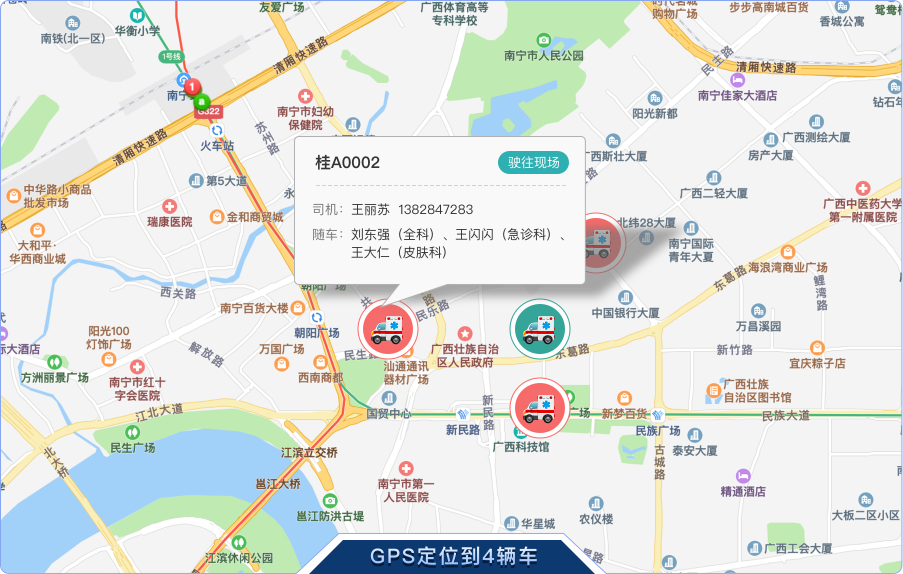 友爱广场
广西体育高等
专科学校
时代名城
购物广场
步步高南城百货
香城公寓
华衡小学
南铁(北一区)
清厢快速路
南宁市人民公园
民主路
清厢快速路
1号线
1
南宁
G322
火车站
南宁市妇幼
保健院
苏州路
南宁佳家大酒店
钻石
阳光新都
广西测绘大厦
房产大厦
广西斯壮大厦
清厢快速路
第5大道
中华路小商品
批发市场
瑞康医院
金和商贸城
广西二轻大厦
广西中医药大学
第一附属医院
桂A0002
驶往现场
司机：王丽苏 1382847283
随车：刘东强（全科）、王闪闪（急诊科）、
王大仁（皮肤科）
北纬28大厦
南宁国际
青年大夏
大和平·
华西商业城
东葛路
海浪湾商业广场
鲤湾路
西关路
朝阳广场
南宁百货大楼
共
民乐路
中国银行大厦
万昌溪园
阳光100
灯饰广场
朝阳广场
万国广场
解放路
民生路
广西壮族自治
区人民政府
东葛路
新竹路
宜庆粽子店
际大酒店
方洲丽景广场
南宁市红十
字会医院
西南商都
汕通通讯
器材广场
广西壮族
自治区图书馆
江北大道
国贸中心
新民路
新民路
广场
新梦百货
民族大道
民族广场
民生广场
广西科技馆
古城路
泰安大厦
北大桥
江滨立交桥
邕江大桥
南宁市第一
人民医院
精通酒店
邕江防洪古堤
华星城
农仪楼
大板二区小区
江滨休闲公园
广西工会大厦
GPS定位到4辆车